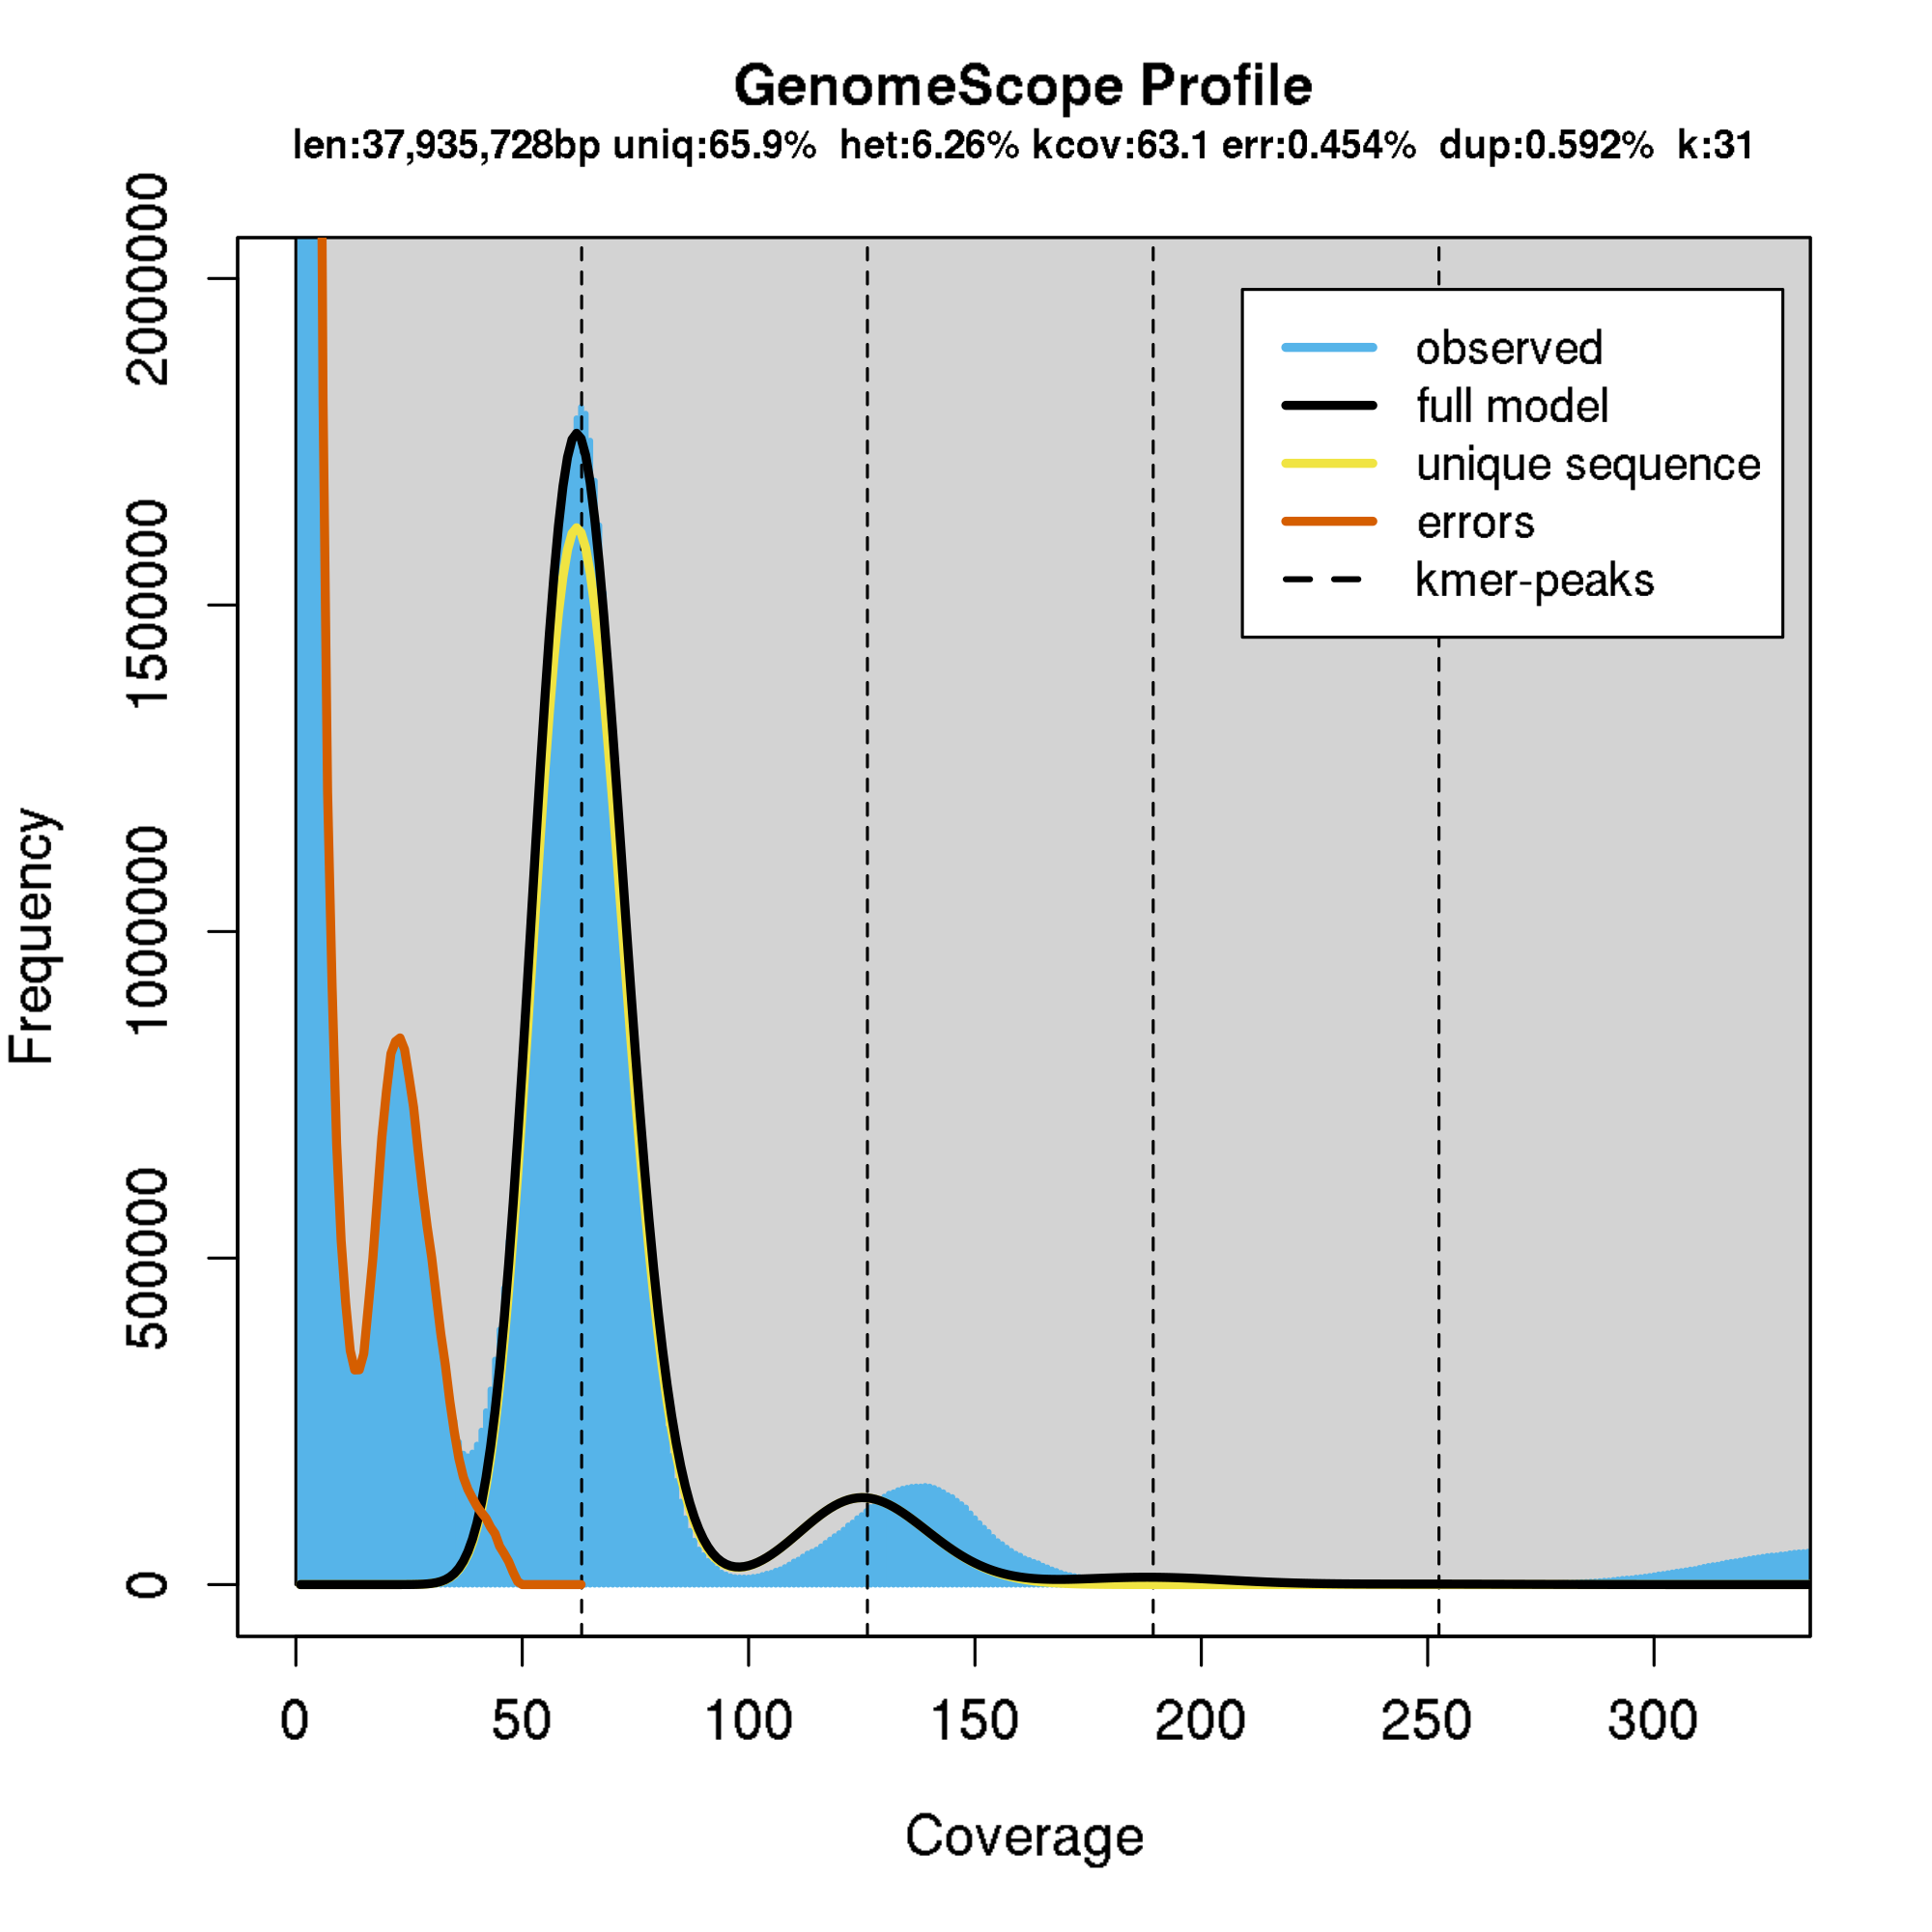 GenomeScope Profile
len:37,935,728bp uniq:65.9% het:6.26% kcov:63.1 err:0.454% dup:0.592% k:31
Frequency
2000000
1500000
1000000
500000
0
observed
full model
unique sequence
errors
kmer-peaks
0 50 100 150 200 250 300
Coverage